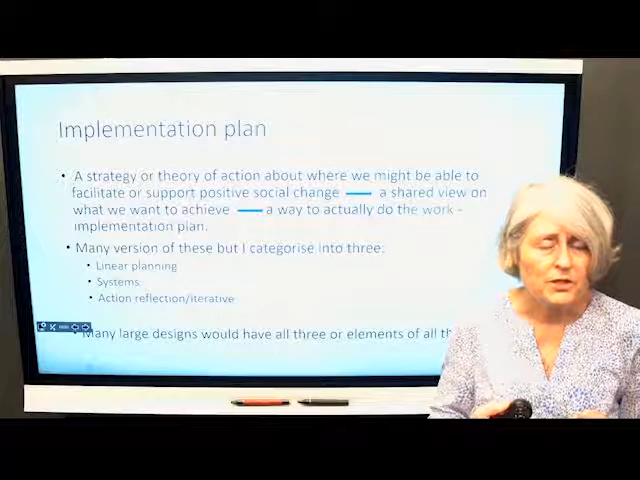 Implementation plan
• A strategy or theory of action about where we might be able to
facilitate or support positive social change — a shared view on
what we want to achieve — a way to actually do the work -
implementation plan.
• Many version of these but I categorise into three:
• Linear planning
• Systems
• Action reflection/iterative
• Many large designs would have all three or elements of all